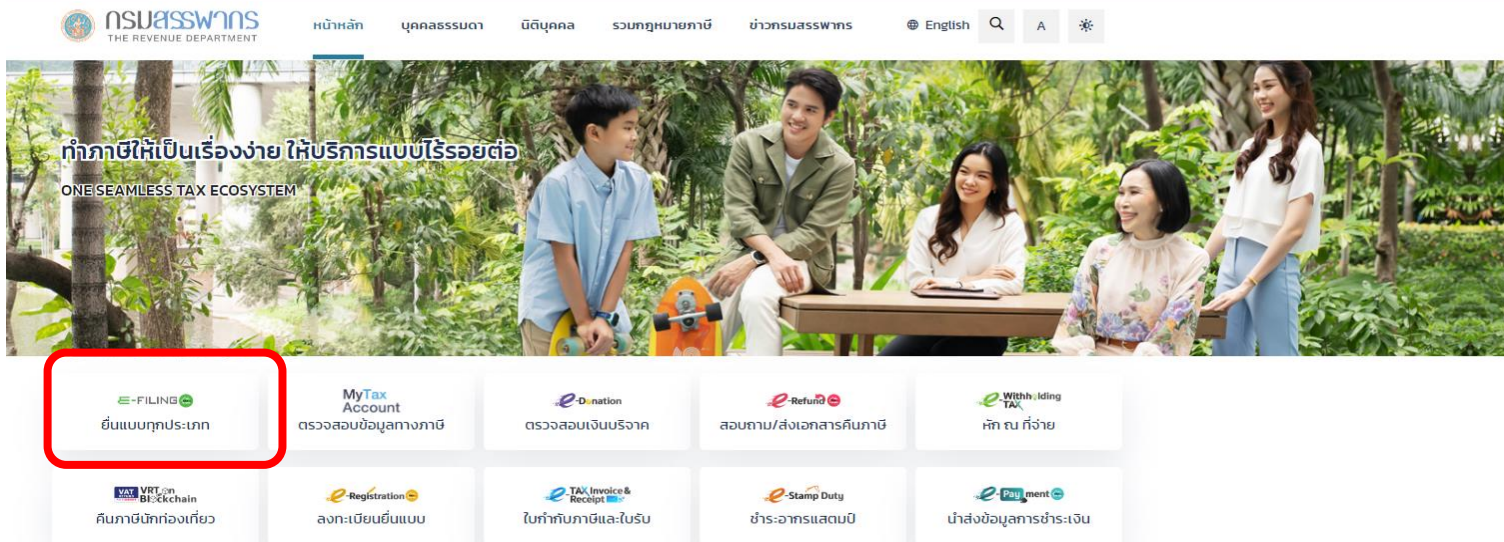 กรมสรรพากร
THE REVENUE DEPARTMENT
หน้าหลัก บุคคลธรรมดา นิติบุคคล รวมกฎหมายภาษี ข่าวกรมสรรพากร English A
ทำภาษีให้เป็นเรื่องง่าย ให้บริการแบบไร้รอยต่อ
ONE SEAMLESS TAX ECOSYSTEM
E-FILING
ยื่นแบบทุกประเภท
MyTax
Account
ตรวจสอบข้อมูลทางภาษี
e-Donation
ตรวจสอบเงินบริจาค
e-Refund
สอบถาม/ส่งเอกสารคืนภาษี
e-Withholding
TAX
หัก ณ ที่จ่าย
VAT VRT on
Blockchain
คืนภาษีนักท่องเที่ยว
e-Registration
ลงทะเบียนยื่นแบบ
e-TAX Invoice &
Receipt
ใบกำกับภาษีและใบรับ
e-Stamp Duty
ชำระอากรแสตมป์
e-Payment
นำส่งข้อมูลการชำระเงิน